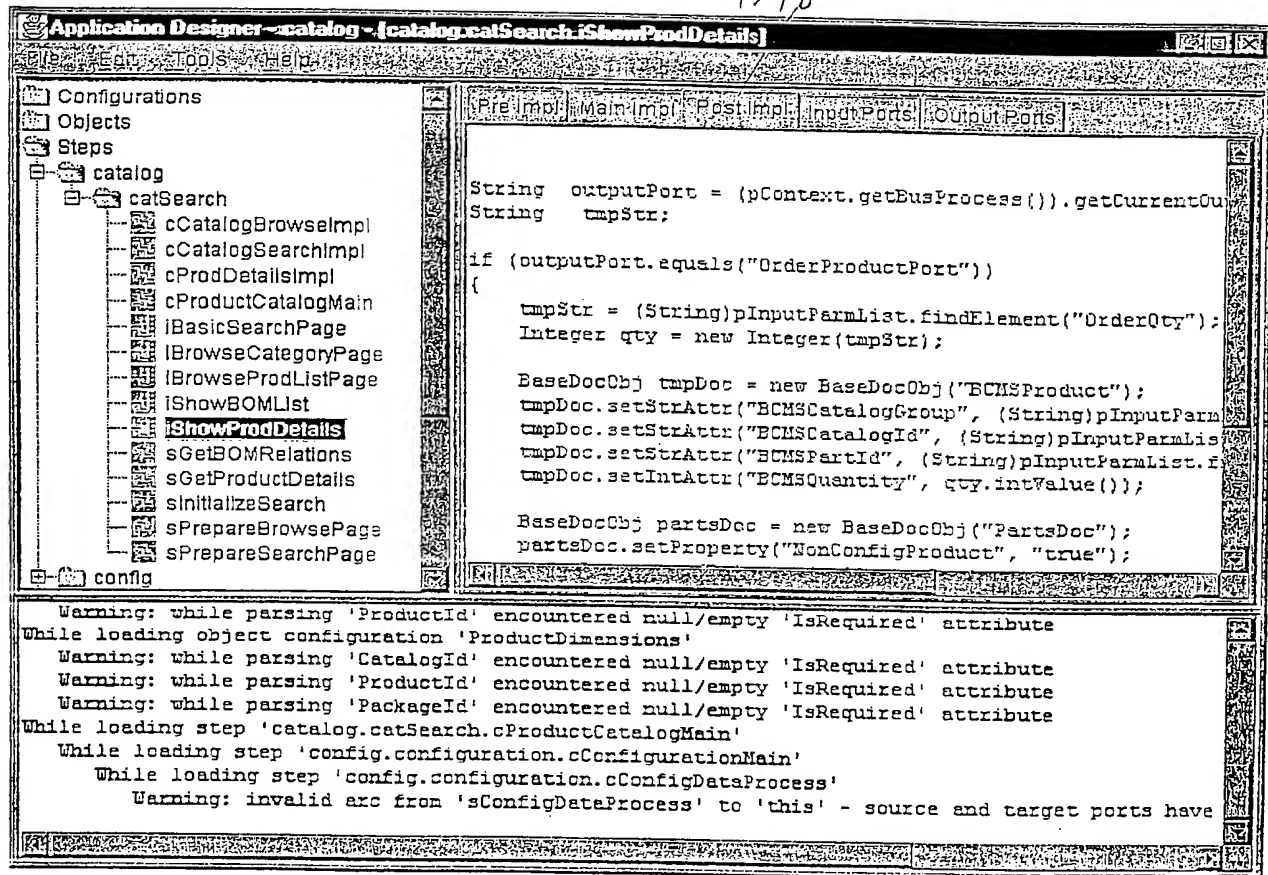 Application Designer - catalog - [catalog.catSearch.iShowProdDetails]
File Edit Tools Help
Configurations
Objects
Steps
catalog
catSearch
cCatalogBrowseImpl
cCatalogSearchImpl
cProdDetailsImpl
cProductCatalogMain
iBasicSearchPage
iBrowseCategoryPage
iBrowseProdListPage
iShowBOMList
iShowProdDetails
sGetBOMRelations
sGetProductDetails
sInitializeSearch
sPrepareBrowsePage
sPrepareSearchPage
config
Pre Impl Main Impl Post Impl Input Ports Output Ports
String outputPort = (pContext.getBusProcess()).getCurrentOu
String tmpStr;
if (outputPort.equals("OrderProductPort"))
{
tmpStr = (String)pInputParmList.findElement("OrderQty");
Integer qty = new Integer(tmpStr);
BaseDocObj tmpDoc = new BaseDocObj("BCMSProduct");
tmpDoc.setStrAttr("BCMSCatalogGroup", (String)pInputParm
tmpDoc.setStrAttr("BCMSCatalogId", (String)pInputParmLis
tmpDoc.setStrAttr("BCMSPartId", (String)pInputParmList.f
tmpDoc.setIntAttr("BCMSQuantity", qty.intValue());
BaseDocObj partsDoc = new BaseDocObj("PartsDoc");
partsDoc.setProperty("NonConfigProduct", "true");
Warning: while parsing 'ProductId' encountered null/empty 'IsRequired' attribute
While loading object configuration 'ProductDimensions'
Warning: while parsing 'CatalogId' encountered null/empty 'IsRequired' attribute
Warning: while parsing 'ProductId' encountered null/empty 'IsRequired' attribute
Warning: while parsing 'PackageId' encountered null/empty 'IsRequired' attribute
While loading step 'catalog.catSearch.cProductCatalogMain'
While loading step 'config.configuration.cConfigurationMain'
While loading step 'config.configuration.cConfigDataProcess'
Warning: invalid arc from 'sConfigDataProcess' to 'this' - source and target ports have